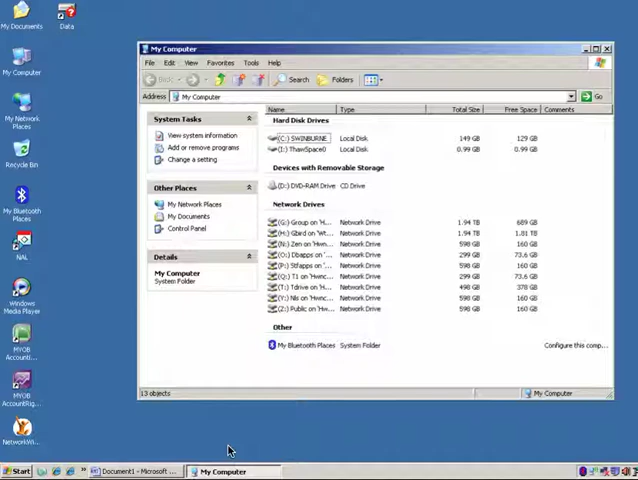 My Documents
Data
My Computer
My Network
Places
Recycle Bin
My Bluetooth
Places
NAL
Windows
Media Player
MYOB
Accounti...
MYOB
AccountRig...
NetworkWi...
My Computer
File Edit View Favorites Tools Help
Back Search Folders
Address My Computer Go
System Tasks
View system information
Add or remove programs
Change a setting
Other Places
My Network Places
My Documents
Control Panel
Details
My Computer
System Folder
Name Type Total Size Free Space Comments
Hard Disk Drives
(C:) SWINBURNE Local Disk 149 GB 129 GB
(I:) ThawSpace0 Local Disk 0.99 GB 0.99 GB
Devices with Removable Storage
(D:) DVD-RAM Drive CD Drive
Network Drives
(G:) Group on 'H... Network Drive 1.94 TB 689 GB
(H:) Gbrd on 'Wt... Network Drive 1.94 TB 1.81 TB
(N:) Zen on 'Hwn... Network Drive 598 GB 160 GB
(O:) Dbapps on '... Network Drive 299 GB 73.6 GB
(P:) Stfapps on '... Network Drive 598 GB 160 GB
(Q:) T1 on 'Hwnc... Network Drive 299 GB 73.6 GB
(T:) Tdrive on 'H... Network Drive 498 GB 378 GB
(Y:) Nls on 'Hwnc... Network Drive 598 GB 160 GB
(Z:) Public on 'Hw... Network Drive 598 GB 160 GB
Other
My Bluetooth Places System Folder Configure this comp...
13 objects My Computer
Start Document1 - Microsoft ... My Computer